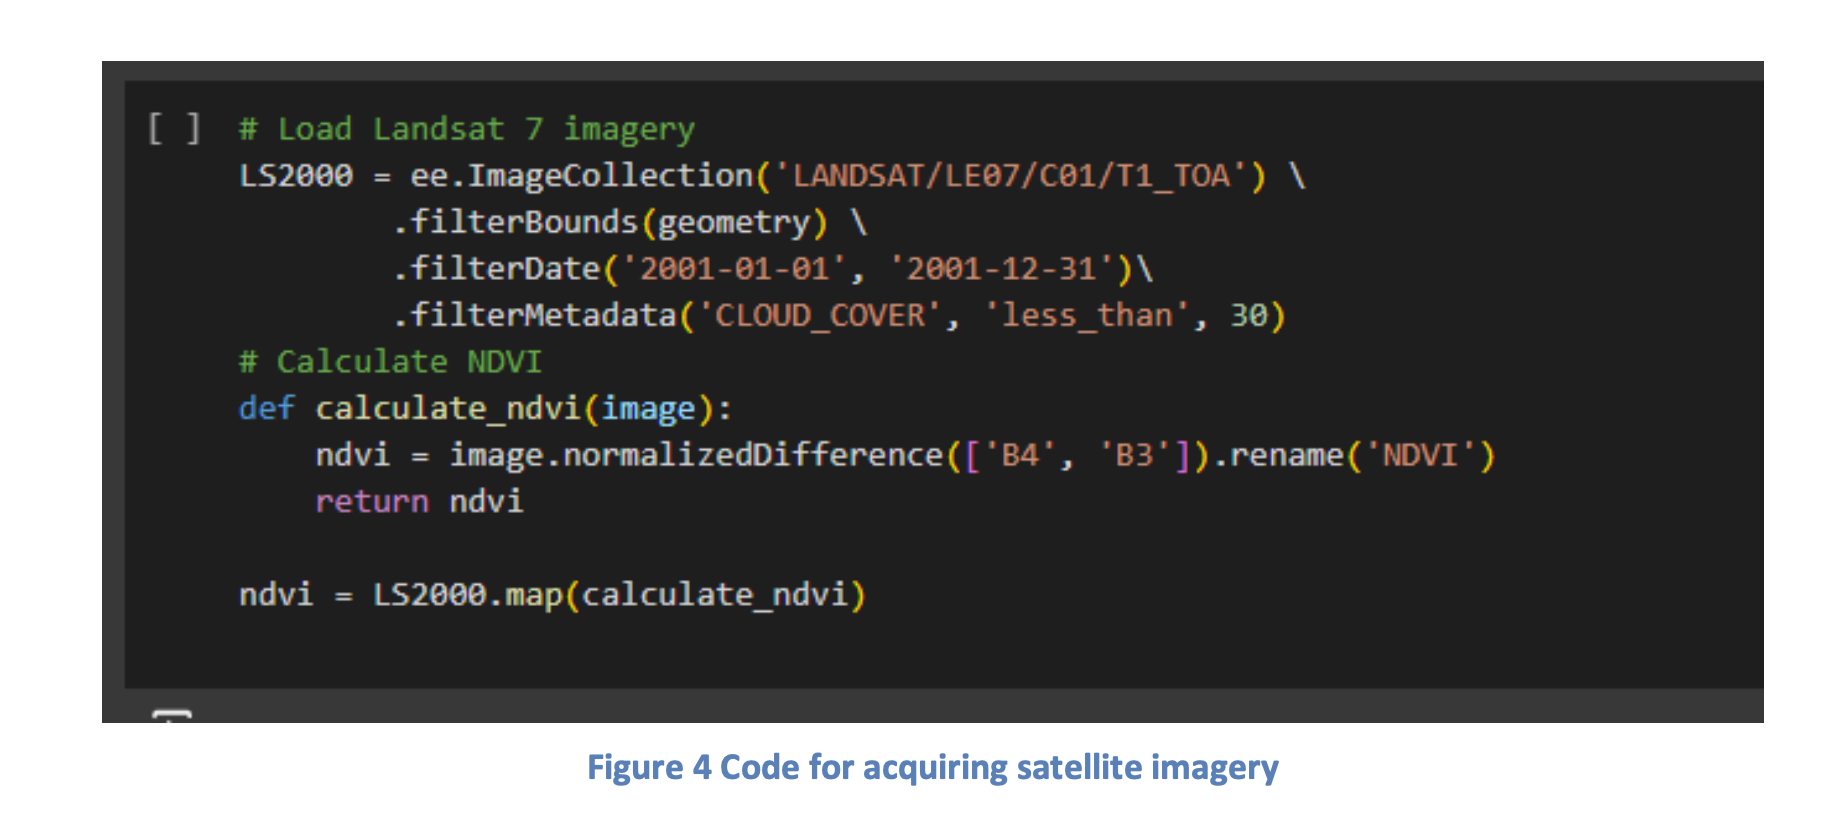 [ ] # Load Landsat 7 imagery
LS2000 = ee.ImageCollection('LANDSAT/LE07/C01/T1_TOA') \
.filterBounds(geometry) \
.filterDate('2001-01-01', '2001-12-31')\
.filterMetadata('CLOUD_COVER', 'less_than', 30)
# Calculate NDVI
def calculate_ndvi(image):
ndvi = image.normalizedDifference(['B4', 'B3']).rename('NDVI')
return ndvi
ndvi = LS2000.map(calculate_ndvi)
Figure 4 Code for acquiring satellite imagery